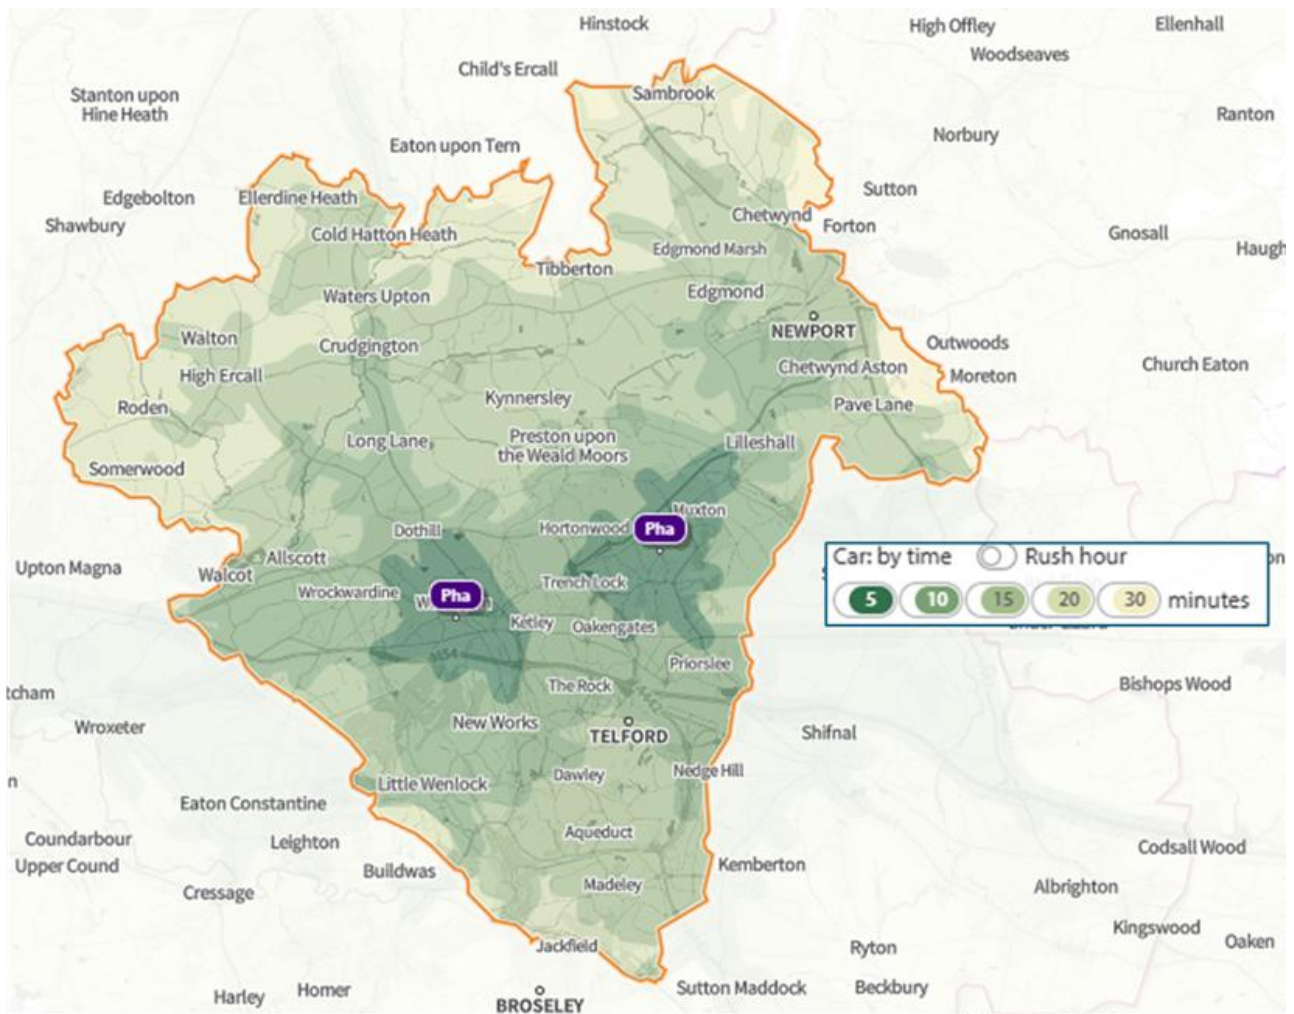 Hinstock
High Offley
Ellenhall
Woodseaves
Child's Ercall
Stanton upon
Hine Heath
Sambrook
Ranton
Norbury
Eaton upon Tern
Edgebolton
Ellerdine Heath
Sutton
Shawbury
Chetwynd
Forton
Cold Hatton Heath
Gnosall
Edgmond Marsh
Haugh
Tibberton
Waters Upton
Edgmond
NEWPORT
Walton
Crudgington
Outwoods
Chetwynd Aston
Church Eaton
High Ercall
Moreton
Roden
Kynnersley
Pave Lane
Long Lane
Preston upon
the Weald Moors
Lilleshall
Somerwood
Muxton
Dothill
Hortonwood
Pha
Upton Magna
Walcot
Allscott
Car: by time
Rush hour
on
Wrockwardine
Pha
Trench Lock
5
10
15
20
30
minutes
Ketley
Oakengates
M54
Priorslee
The Rock
Bishops Wood
tcham
Wroxeter
New Works
TELFORD
Shifnal
n
Little Wenlock
Dawley
Nedge Hill
Eaton Constantine
Aqueduct
Coundarbour
Leighton
Codsall Wood
Upper Cound
Buildwas
Kemberton
Cressage
Madeley
Albrighton
Kingswood
Jackfield
Ryton
Oaken
Harley
Homer
BROSELEY
Sutton Maddock
Beckbury